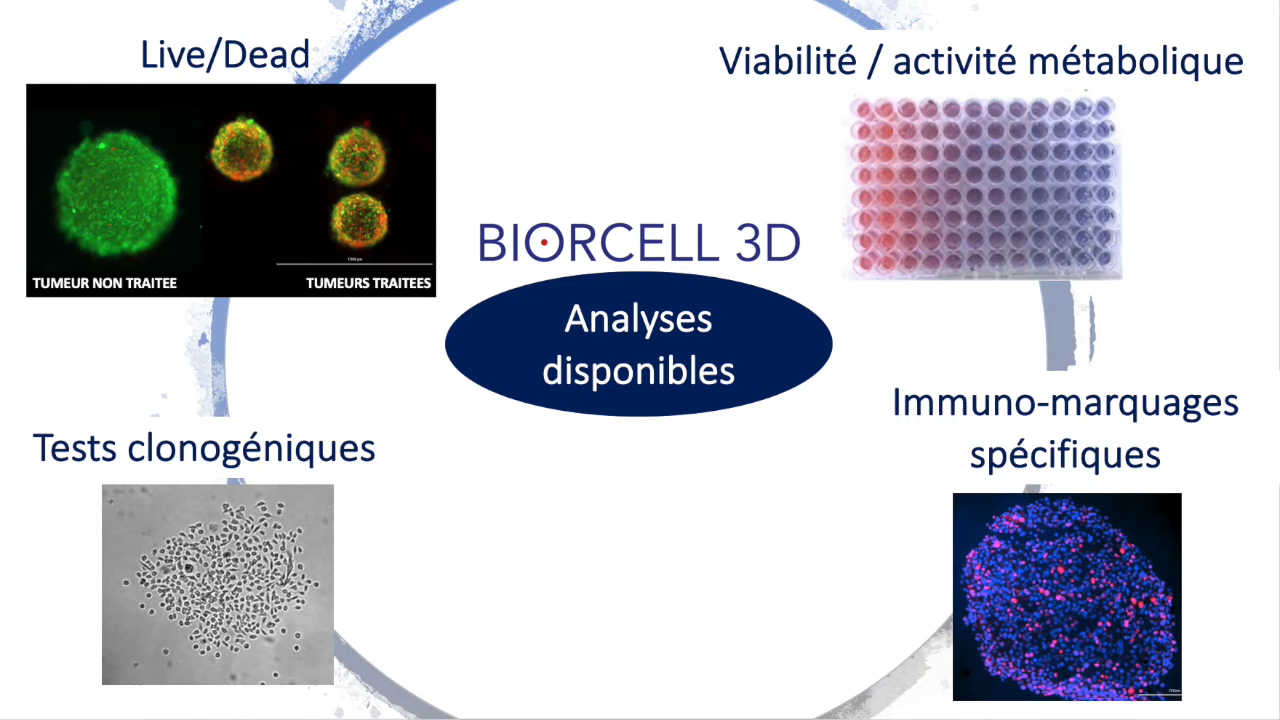 Live/Dead
TUMEUR NON TRAITEE
TUMEURS TRAITEES
Viabilité / activité métabolique
BIORCELL 3D
Analyses
disponibles
Tests clonogéniques
Immuno-marquages
spécifiques